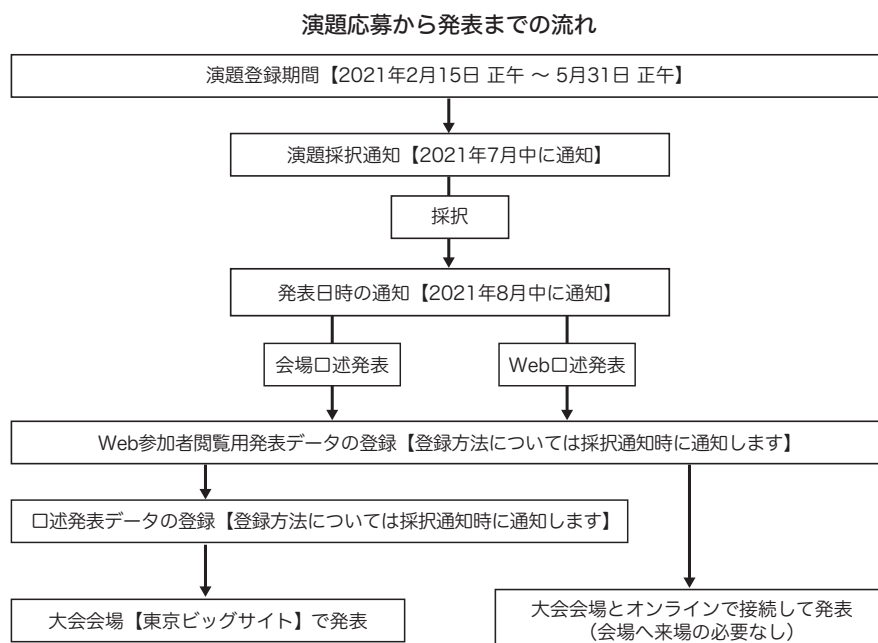 演題応募から発表までの流れ
演題登録期間【2021年2月15日 正午 ～ 5月31日 正午】
演題採択通知【2021年7月中に通知】
採択
発表日時の通知【2021年8月中に通知】
会場口述発表
Web口述発表
Web参加者閲覧用発表データの登録【登録方法については採択通知時に通知します】
口述発表データの登録【登録方法については採択通知時に通知します】
大会会場【東京ビッグサイト】で発表
大会会場とオンラインで接続して発表
（会場へ来場の必要なし）